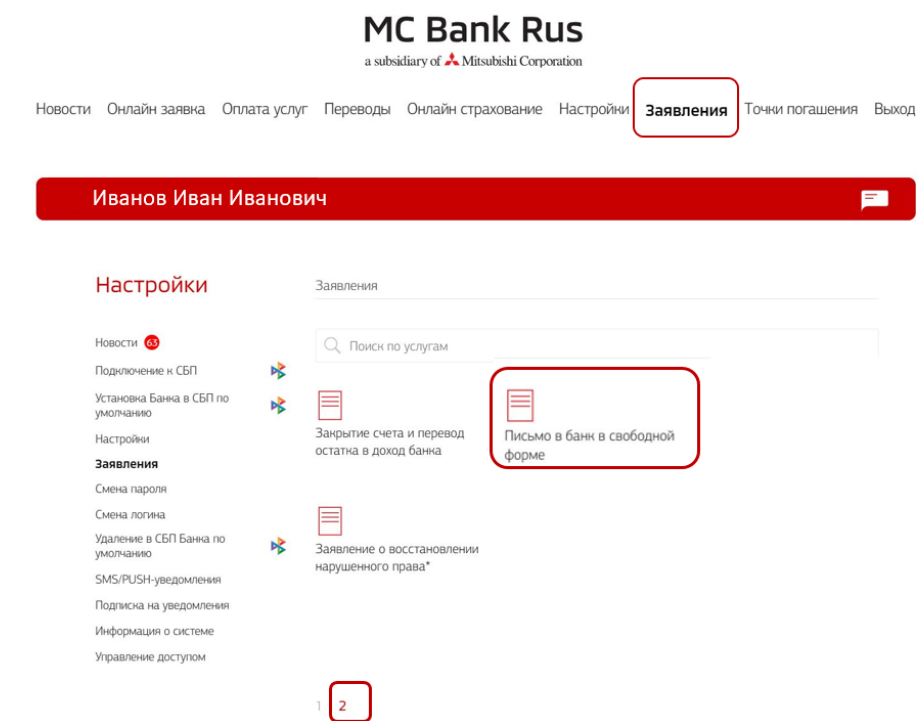 MC Bank Rus
a subsidiary of Mitsubishi Corporation
Новости Онлайн заявка Оплата услуг Переводы Онлайн страхование Настройки Заявления Точки погашения Выход
Иванов Иван Иванович
Настройки
Новости 63
Подключение к СБП
Установка Банка в СБП по
умолчанию
Настройки
Заявления
Смена пароля
Смена логина
Удаление в СБП Банка по
умолчанию
SMS/PUSH-уведомления
Подписка на уведомления
Информация о системе
Управление доступом
Заявления
Поиск по услугам
Закрытие счета и перевод
остатка в доход банка
Письмо в банк в свободной
форме
Заявление о восстановлении
нарушенного права*
1 2